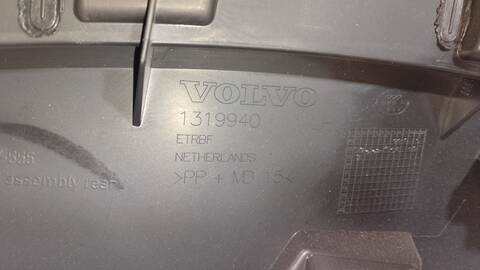 VOLVO
1319940
ETRBF
NETHERLANDS
>PP + MD 15<
assembly rear